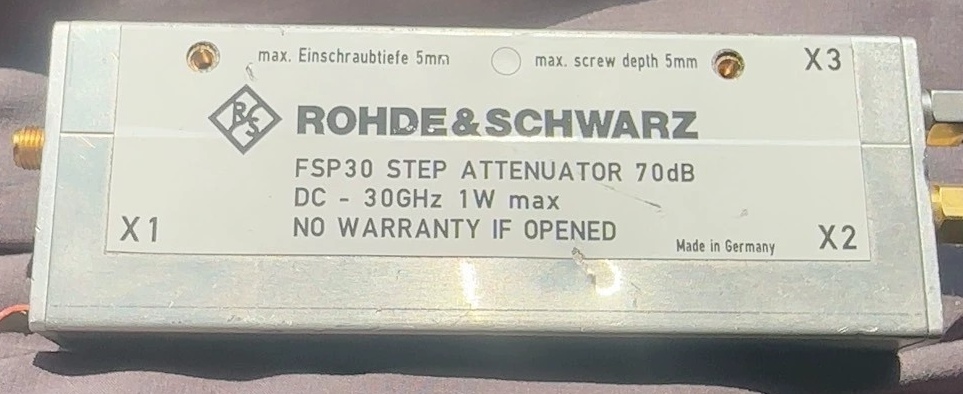 max. Einschraubtiefe 5mm max. screw depth 5mm X3
ROHDE&SCHWARZ
FSP30 STEP ATTENUATOR 70dB
DC - 30GHz 1W max
X1 NO WARRANTY IF OPENED Made in Germany X2